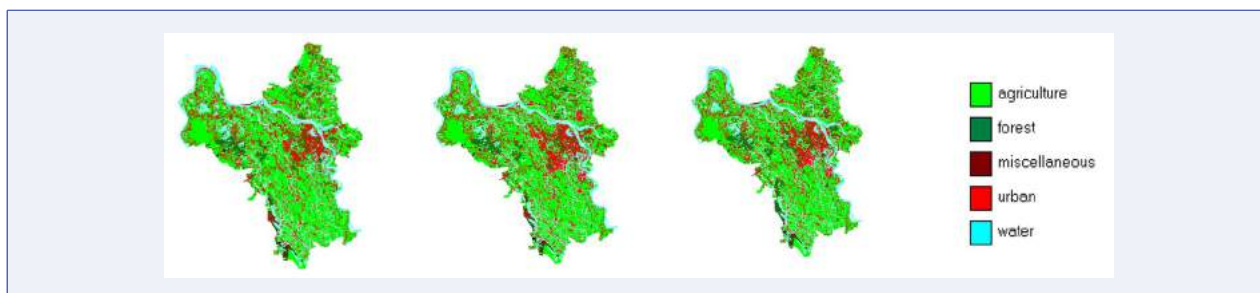 agriculture
forest
miscellaneous
urban
water